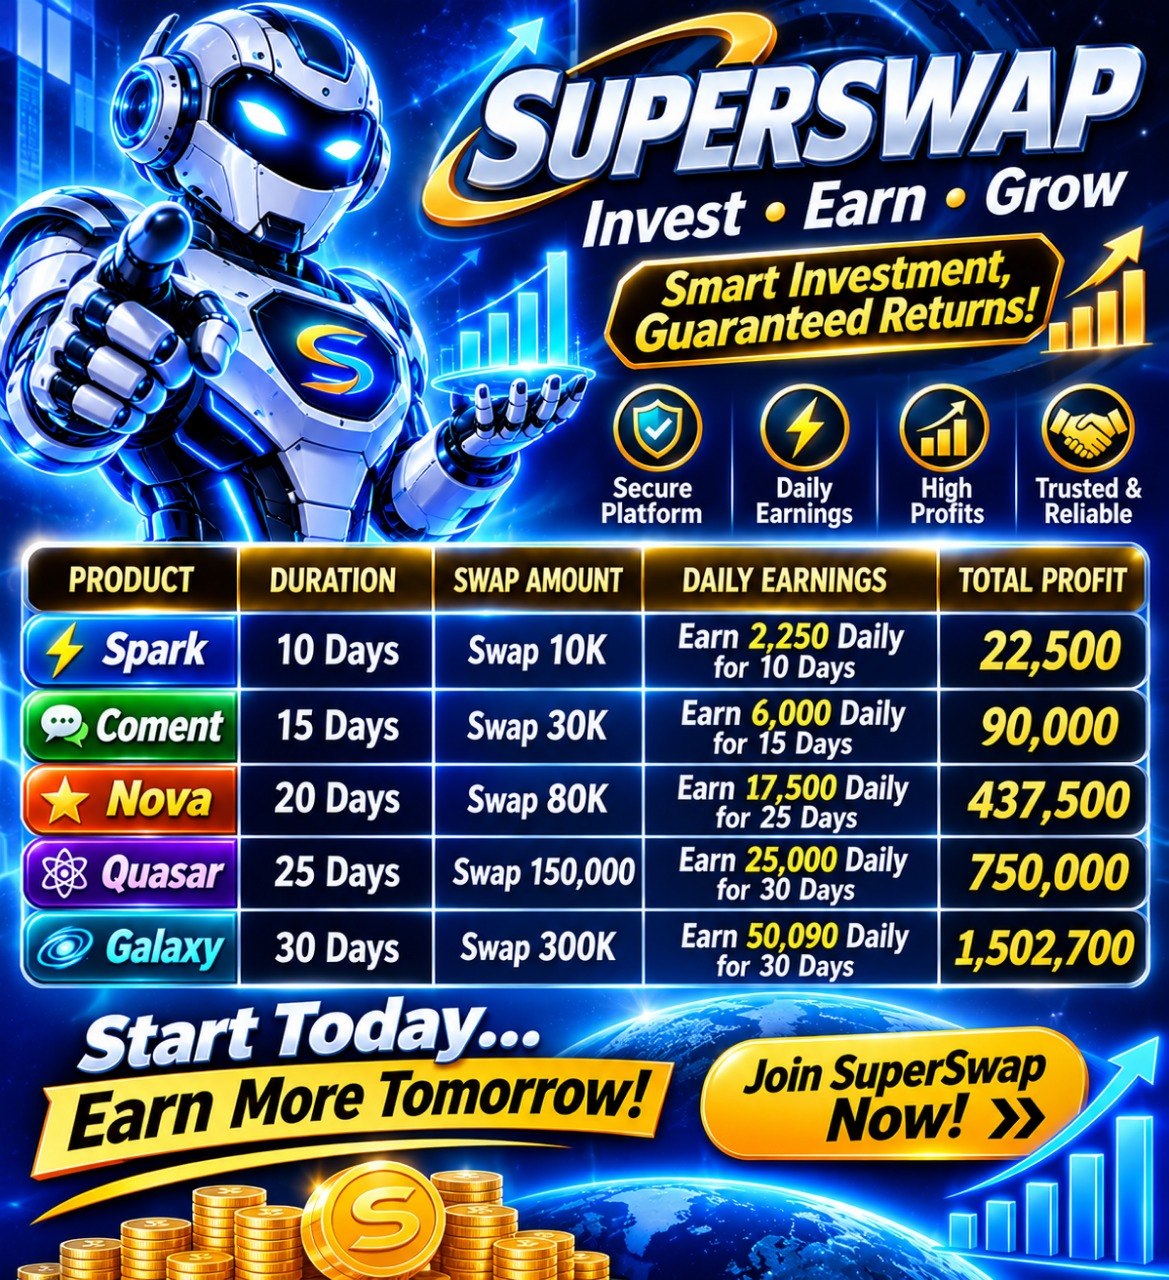 SUPERSWAP
Invest • Earn • Grow
Smart Investment,
Guaranteed Returns!
Secure
Platform
Daily
Earnings
High
Profits
Trusted &
Reliable
S
PRODUCT DURATION SWAP AMOUNT DAILY EARNINGS TOTAL PROFIT
Spark 10 Days Swap 10K Earn 2,250 Daily
for 10 Days 22,500
Coment 15 Days Swap 30K Earn 6,000 Daily
for 15 Days 90,000
Nova 20 Days Swap 80K Earn 17,500 Daily
for 25 Days 437,500
Quasar 25 Days Swap 150,000 Earn 25,000 Daily
for 30 Days 750,000
Galaxy 30 Days Swap 300K Earn 50,090 Daily
for 30 Days 1,502,700
Start Today...
Earn More Tomorrow!
Join SuperSwap
Now! »
S